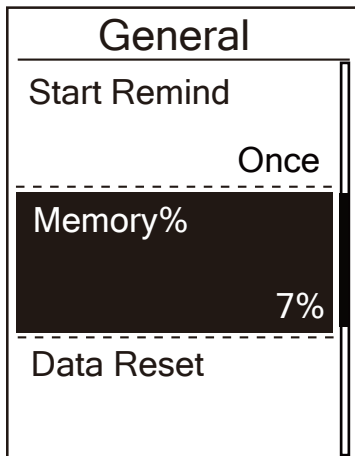 General
Start Remind
Once
Memory%
7%
Data Reset